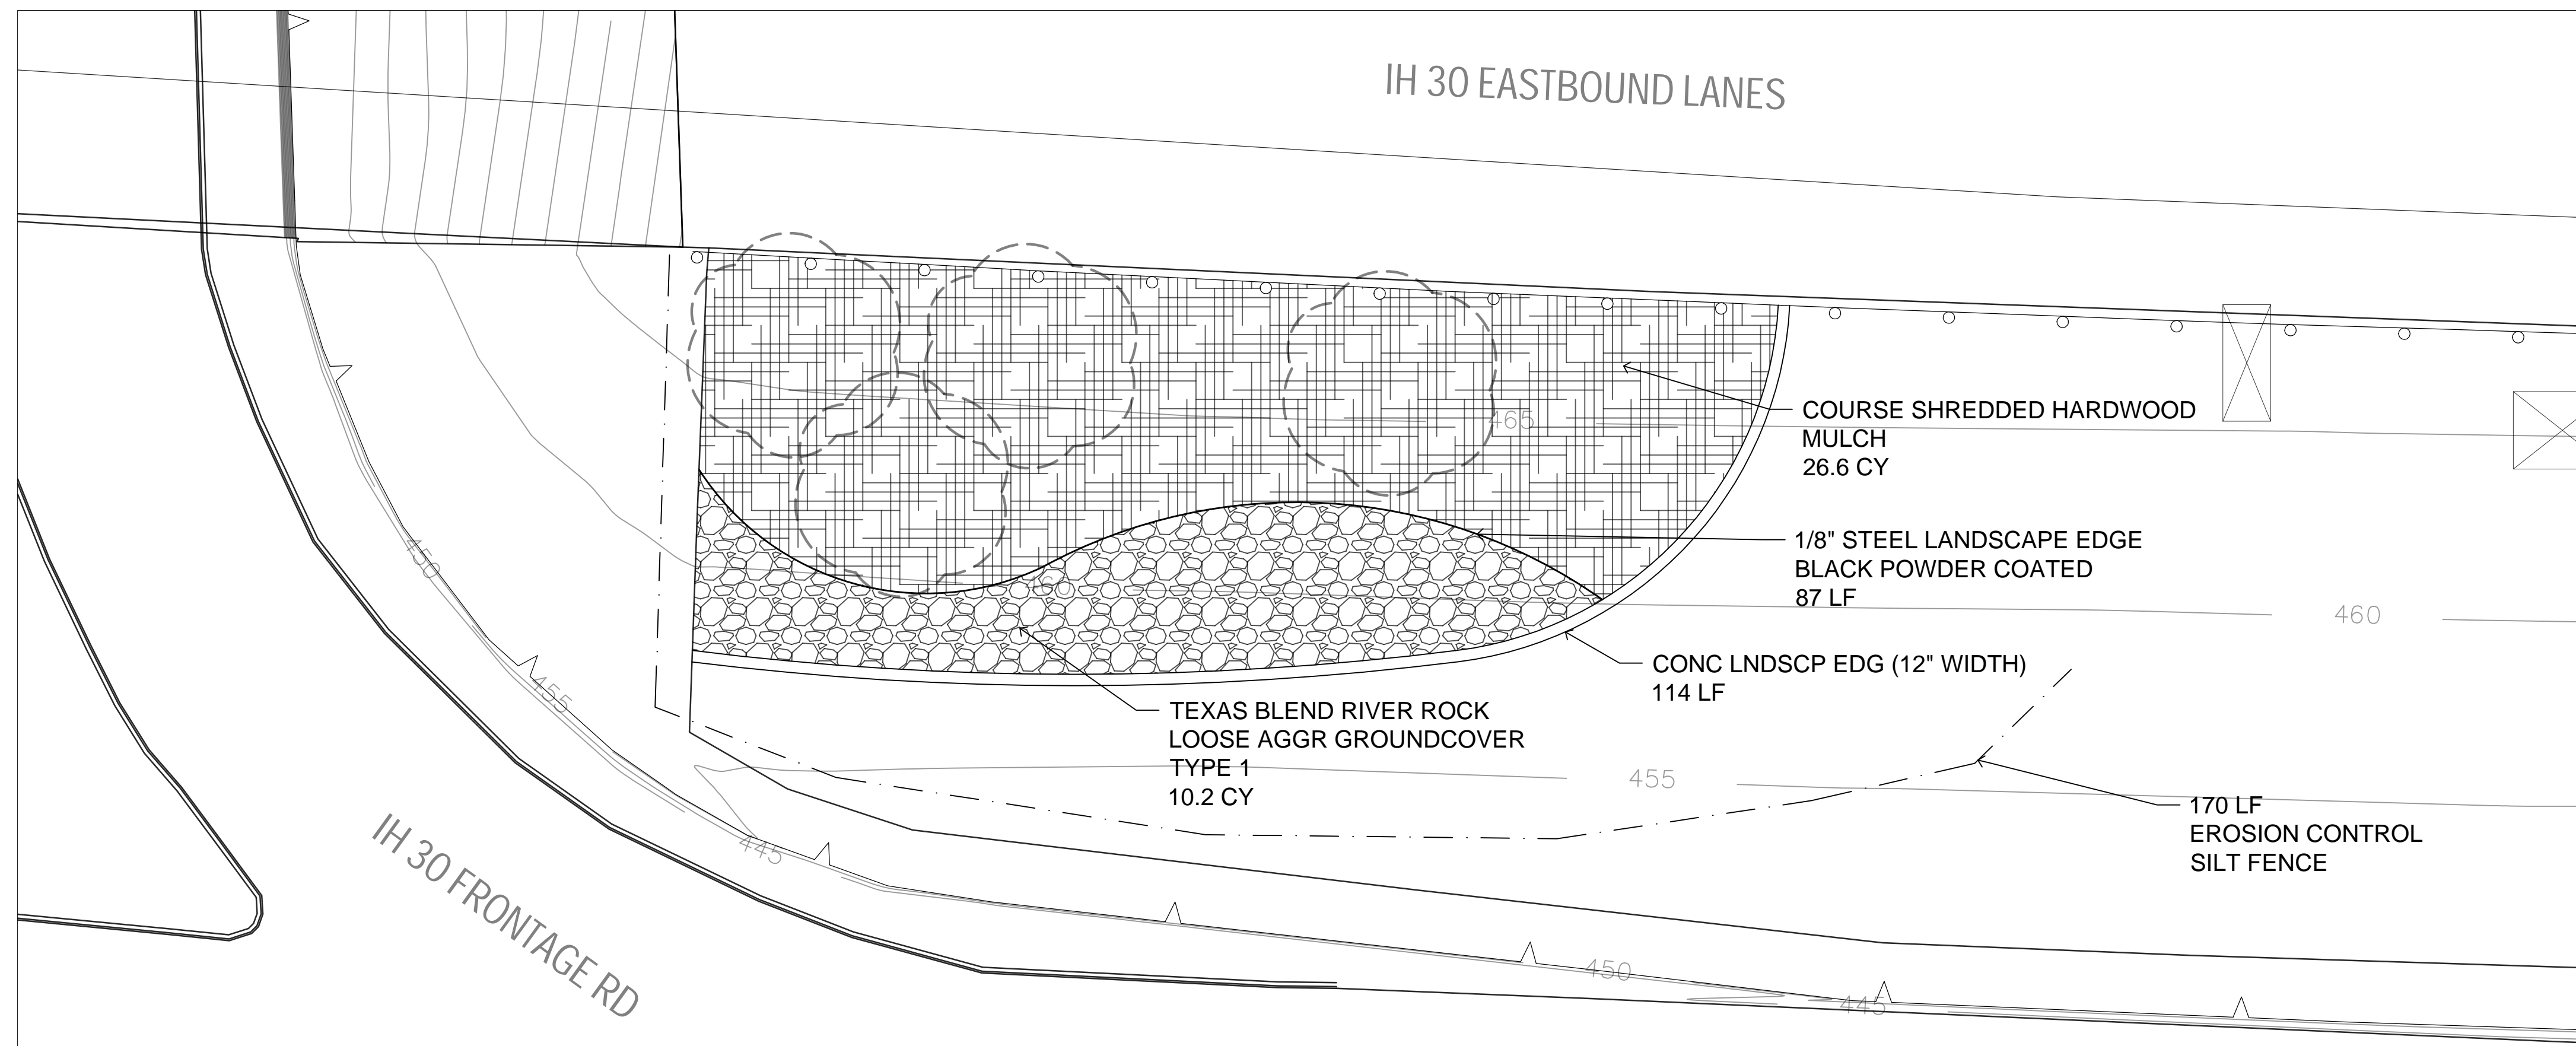 IH 30 EASTBOUND LANES
COURSE SHREDDED HARDWOOD
MULCH
26.6 CY
465
1/8" STEEL LANDSCAPE EDGE
BLACK POWDER COATED
87 LF
460
460
CONC LNDSCP EDG (12" WIDTH)
114 LF
TEXAS BLEND RIVER ROCK
LOOSE AGGR GROUNDCOVER
TYPE 1
10.2 CY
450
455
455
170 LF
EROSION CONTROL
SILT FENCE
445
IH 30 FRONTAGE RD
450
445